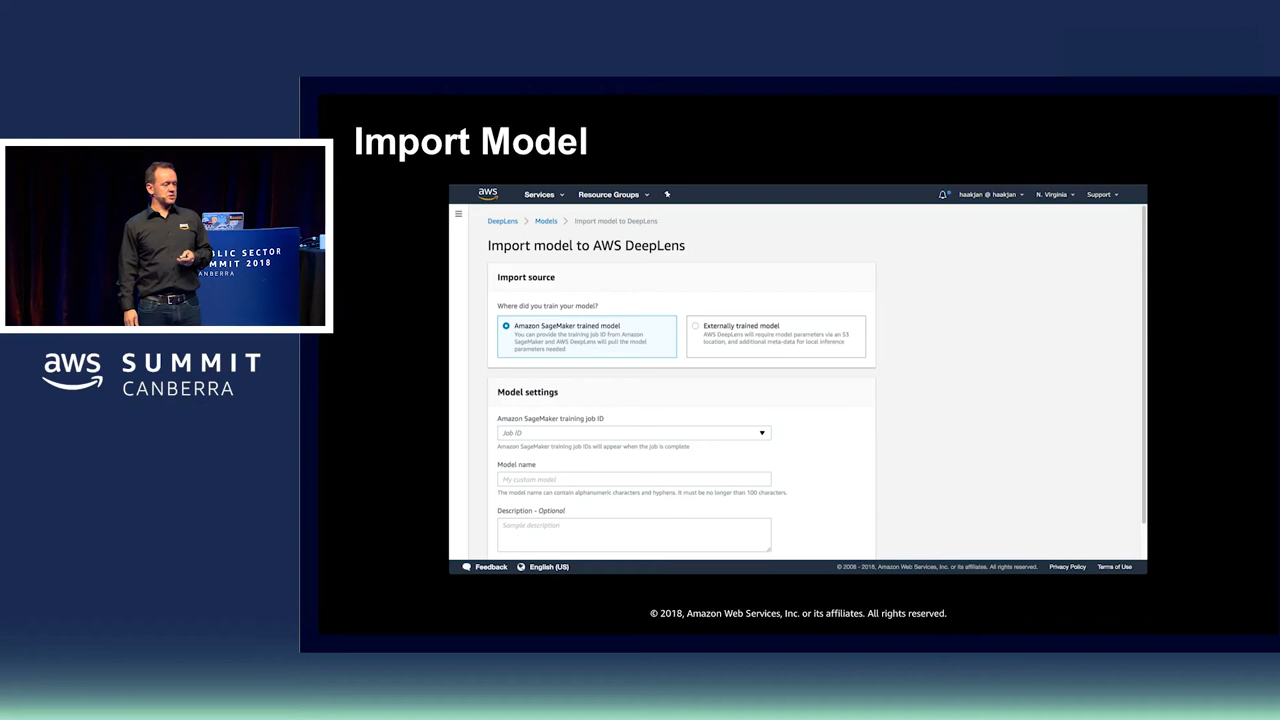 Import Model
aws
Services
Resource Groups
haakjan @ haakjan
N. Virginia
Support
DeepLens
Models
Import model to DeepLens
Import model to AWS DeepLens
Import source
Where did you train your model?
Amazon SageMaker trained model
You can provide the training job ID from Amazon
SageMaker and AWS DeepLens will pull the model
parameters needed
Externally trained model
AWS DeepLens will require model parameters via an S3
location, and additional meta-data for local inference
Model settings
Amazon SageMaker training job ID
Job ID
Amazon SageMaker training job IDs will appear when the job is complete
Model name
My custom model
The model name can contain alphanumeric characters and hyphens. It must be no longer than 100 characters.
Description - Optional
Sample description
Feedback
English (US)
© 2008 - 2018, Amazon Web Services, Inc. or its affiliates. All rights reserved.
Privacy Policy
Terms of Use
© 2018, Amazon Web Services, Inc. or its affiliates. All rights reserved.
BLIC SECTOR
MMIT 2018
ANBERRA
aws SUMMIT
CANBERRA